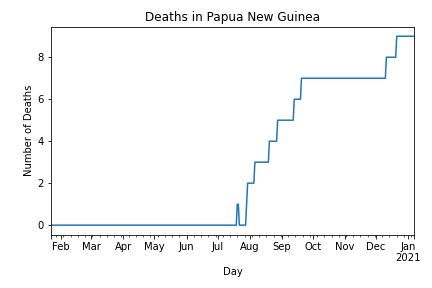 Deaths in Papua New Guinea
Number of Deaths
8
6
4
2
0
Feb Mar Apr May Jun Jul Aug Sep Oct Nov Dec Jan
2021
Day